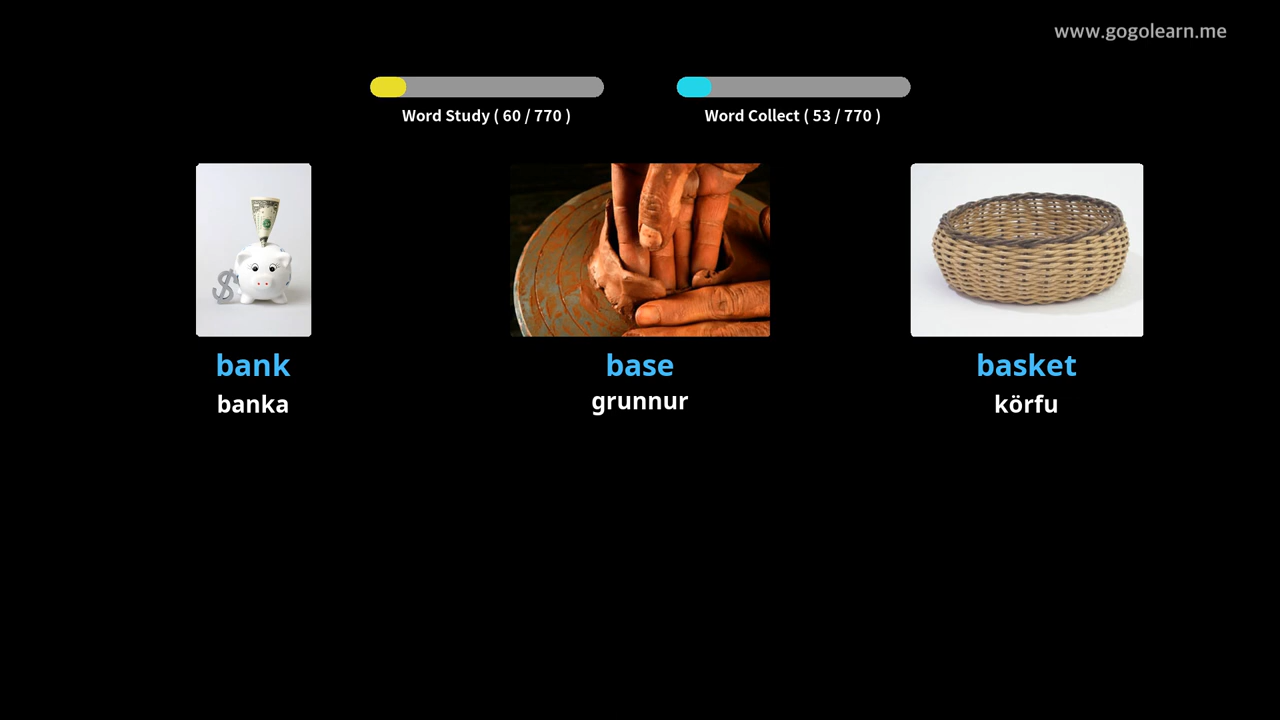 www.gogolearn.me
Word Study ( 60 / 770 )
Word Collect ( 53 / 770 )
bank
banka
base
grunnur
basket
körfu